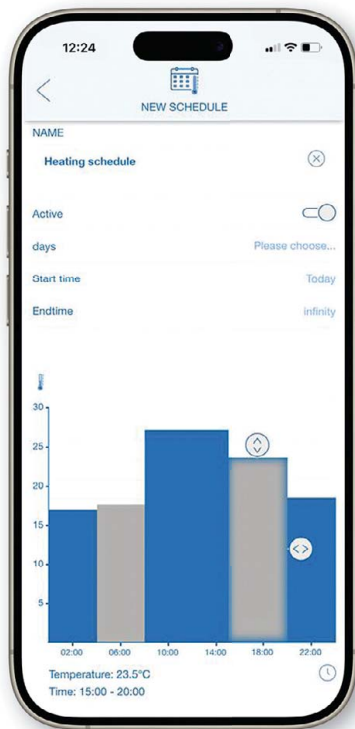 12:24
NEW SCHEDULE
NAME
Heating schedule
Active
days Please choose...
Start time Today
Endtime infinity
30
25
20
15
10
5
02:00 06:00 10:00 14:00 18:00 22:00
Temperature: 23.5°C
Time: 15:00 - 20:00